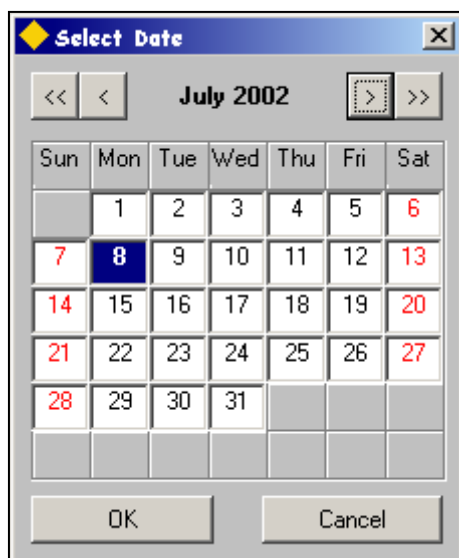 Select Date
<< < July 2002 > >>
Sun Mon Tue Wed Thu Fri Sat
1 2 3 4 5 6
7 8 9 10 11 12 13
14 15 16 17 18 19 20
21 22 23 24 25 26 27
28 29 30 31
OK Cancel